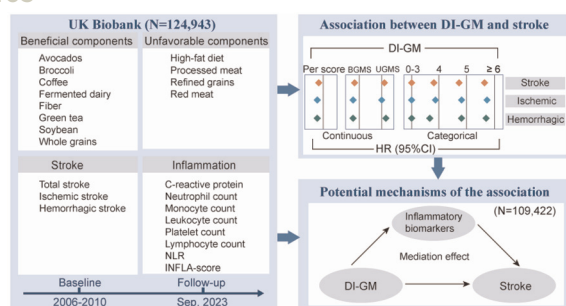 UK Biobank (N=124,943)
Beneficial components
Avocados
Broccoli
Coffee
Fermented dairy
Fiber
Green tea
Soybean
Whole grains
Unfavorable components
High-fat diet
Processed meat
Refined grains
Red meat
Stroke
Total stroke
Ischemic stroke
Hemorrhagic stroke
Inflammation
C-reactive protein
Neutrophil count
Monocyte count
Leukocyte count
Platelet count
Lymphocyte count
NLR
INFLA-score
Baseline
Follow-up
2006-2010
Sep, 2023
Association between DI-GM and stroke
DI-GM
Per score BGMS UGMS 0-3 4 5 ≥ 6
Stroke
Ischemic
Hemorrhagic
Continuous
Categorical
HR (95%CI)
Potential mechanisms of the association
(N=109,422)
Inflammatory
biomarkers
Mediation effect
DI-GM
Stroke